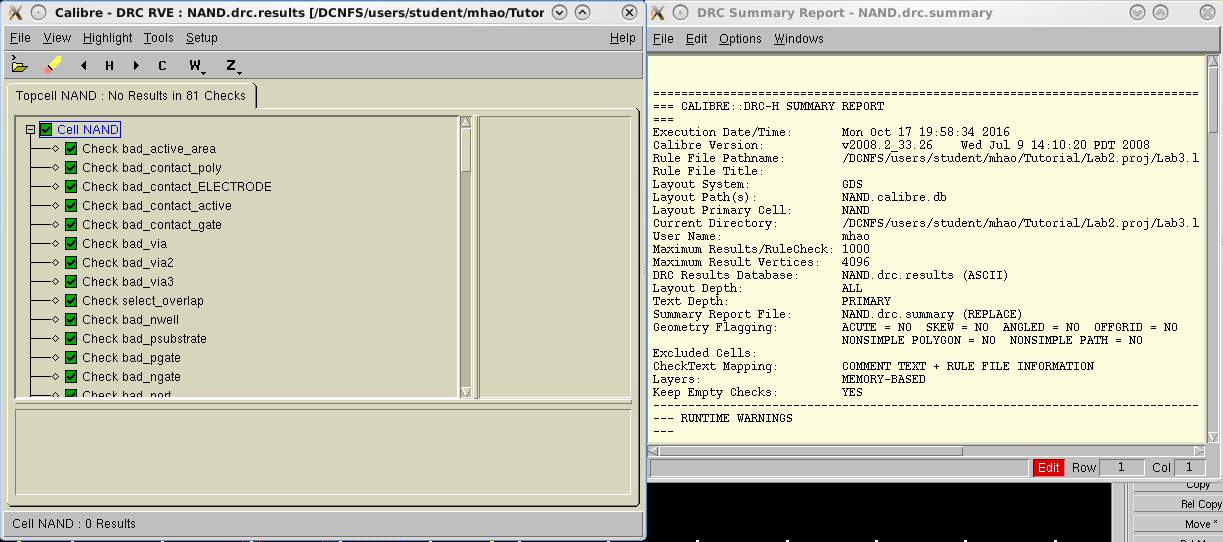 Calibre - DRC RVE : NAND.drc.results [/DCNFS/users/student/mhao/Tutor
File View Highlight Tools Setup Help
H C W Z
Topcell NAND : No Results in 81 Checks
Cell NAND
Check bad_active_area
Check bad_contact_poly
Check bad_contact_ELECTRODE
Check bad_contact_active
Check bad_contact_gate
Check bad_via
Check bad_via2
Check bad_via3
Check select_overlap
Check bad_nwell
Check bad_psubstrate
Check bad_pgate
Check bad_ngate
Cell NAND : 0 Results
DRC Summary Report - NAND.drc.summary
File Edit Options Windows
==================================================================================
=== CALIBRE::DRC-H SUMMARY REPORT
===
Execution Date/Time: Mon Oct 17 19:58:34 2016
Calibre Version: v2008.2_33.26 Wed Jul 9 14:10:20 PDT 2008
Rule File Pathname: /DCNFS/users/student/mhao/Tutorial/Lab2.proj/Lab3.l
Rule File Title:
Layout System: GDS
Layout Path(s): NAND.calibre.db
Layout Primary Cell: NAND
Current Directory: /DCNFS/users/student/mhao/Tutorial/Lab2.proj/Lab3.l
User Name: mhao
Maximum Results/RuleCheck: 1000
Maximum Result Vertices: 4096
DRC Results Database: NAND.drc.results (ASCII)
Layout Depth: ALL
Text Depth: PRIMARY
Summary Report File: NAND.drc.summary (REPLACE)
Geometry Flagging: ACUTE = NO SKEW = NO ANGLED = NO OFFGRID = NO
NONSIMPLE POLYGON = NO NONSIMPLE PATH = NO
Excluded Cells:
CheckText Mapping: COMMENT TEXT + RULE FILE INFORMATION
Layers: MEMORY-BASED
Keep Empty Checks: YES
----------------------------------------------------------------------------------
--- RUNTIME WARNINGS
---
Edit Row 1 Col 1
Copy
Rel Copy
Move *